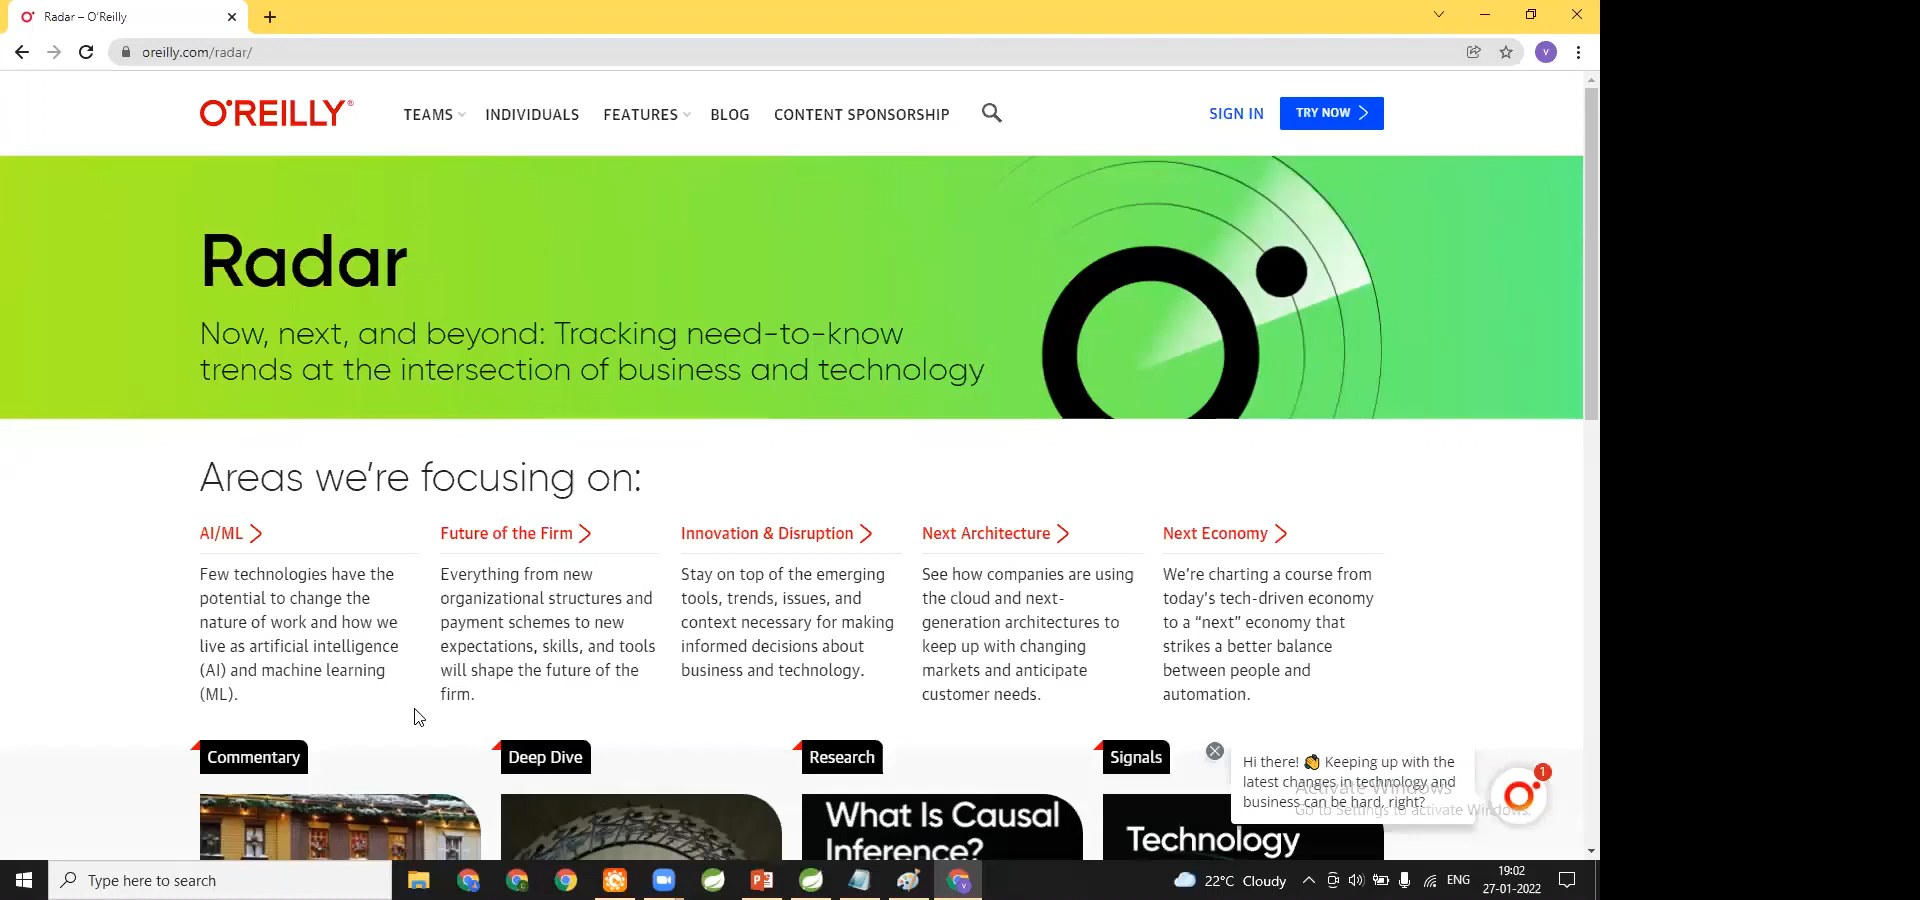 Radar – O'Reilly
oreilly.com/radar/
V
O'REILLY®
TEAMS
INDIVIDUALS
FEATURES
BLOG
CONTENT SPONSORSHIP
SIGN IN
TRY NOW
Radar
Now, next, and beyond: Tracking need-to-know
trends at the intersection of business and technology
Areas we're focusing on:
AI/ML
Few technologies have the
potential to change the
nature of work and how we
live as artificial intelligence
(AI) and machine learning
(ML).
Future of the Firm
Everything from new
organizational structures and
payment schemes to new
expectations, skills, and tools
will shape the future of the
firm.
Innovation & Disruption
Stay on top of the emerging
tools, trends, issues, and
context necessary for making
informed decisions about
business and technology.
Next Architecture
See how companies are using
the cloud and next-
generation architectures to
keep up with changing
markets and anticipate
customer needs.
Next Economy
We're charting a course from
today's tech-driven economy
to a “next” economy that
strikes a better balance
between people and
automation.
Commentary
Deep Dive
Research
Signals
What Is Causal
Inference?
Technology
Hi there! 👋 Keeping up with the
latest changes in technology and
business can be hard, right?
1
Activate Windows
Go to Settings to activate Windows.
Type here to search
22°C Cloudy
ENG
19:02
27-01-2022